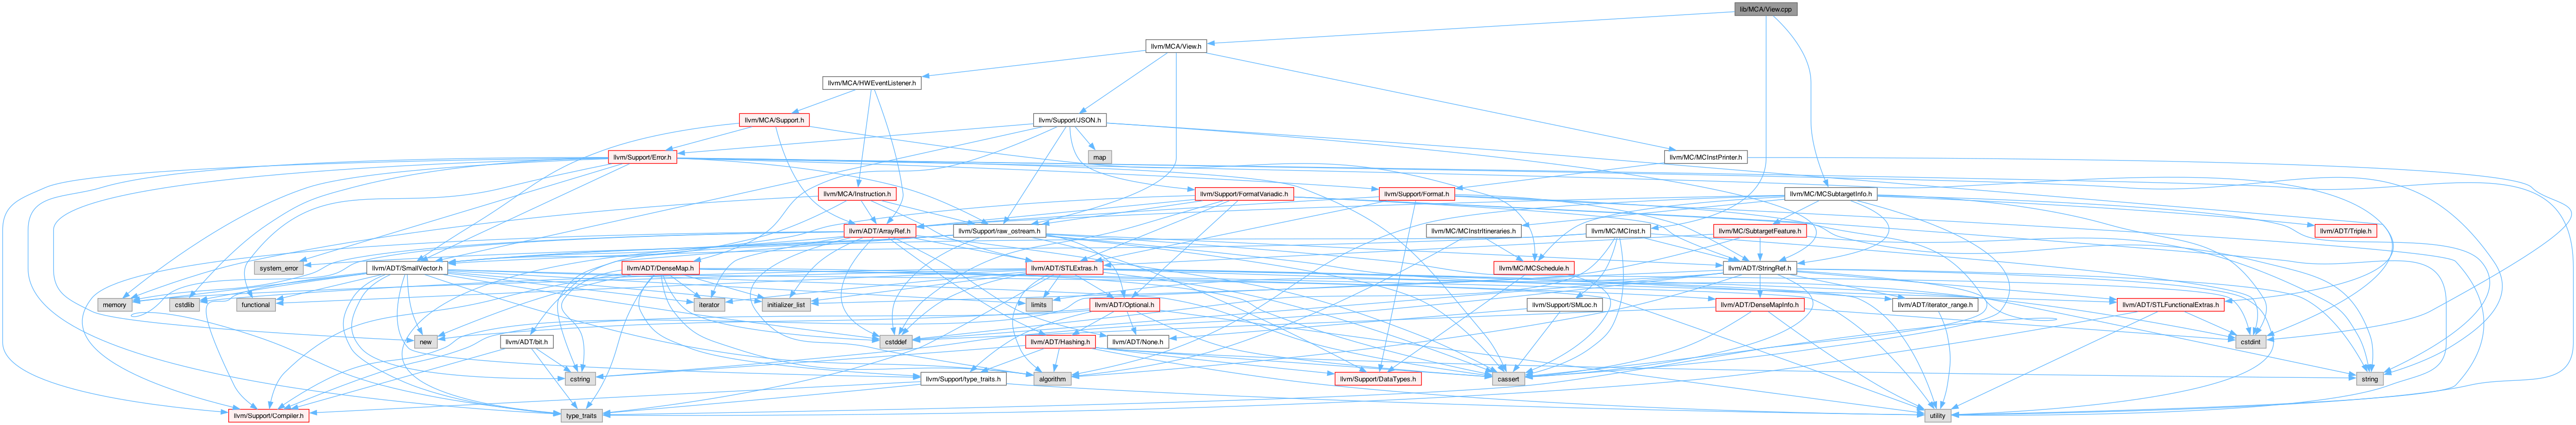 lib/MCA/View.cpp
llvm/MCA/View.h
llvm/MCA/HWEventListener.h
llvm/MCA/Support.h
llvm/Support/JSON.h
llvm/Support/Error.h
map
llvm/MC/MCInstPrinter.h
llvm/MCA/Instruction.h
llvm/Support/FormatVariadic.h
llvm/Support/Format.h
llvm/MC/MCSubtargetInfo.h
llvm/ADT/ArrayRef.h
llvm/Support/raw_ostream.h
llvm/MC/MCInstrItineraries.h
llvm/MC/MCInst.h
llvm/MC/SubtargetFeature.h
llvm/ADT/Triple.h
system_error
llvm/ADT/SmallVector.h
llvm/ADT/DenseMap.h
llvm/ADT/STLExtras.h
llvm/MC/MCSchedule.h
llvm/ADT/StringRef.h
memory
cstdlib
functional
iterator
initializer_list
limits
llvm/ADT/Optional.h
llvm/Support/SMLoc.h
llvm/ADT/DenseMapInfo.h
llvm/ADT/iterator_range.h
llvm/ADT/STLFunctionalExtras.h
new
llvm/ADT/bit.h
cstddef
llvm/ADT/Hashing.h
llvm/ADT/None.h
cstdint
cstring
llvm/Support/type_traits.h
algorithm
llvm/Support/DataTypes.h
cassert
string
llvm/Support/Compiler.h
type_traits
utility